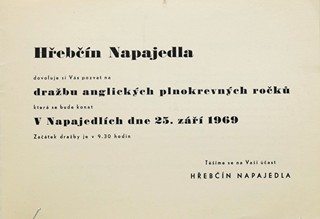 Hřebčín Napajedla
dovoluje si Vás pozvat na
dražbu anglických plnokrevných ročků
která se bude konat
V Napajedlích dne 25. září 1969
Začátek dražby je v 9.30 hodin
Těšíme se na Vaši účast
HŘEBČÍN NAPAJEDLA